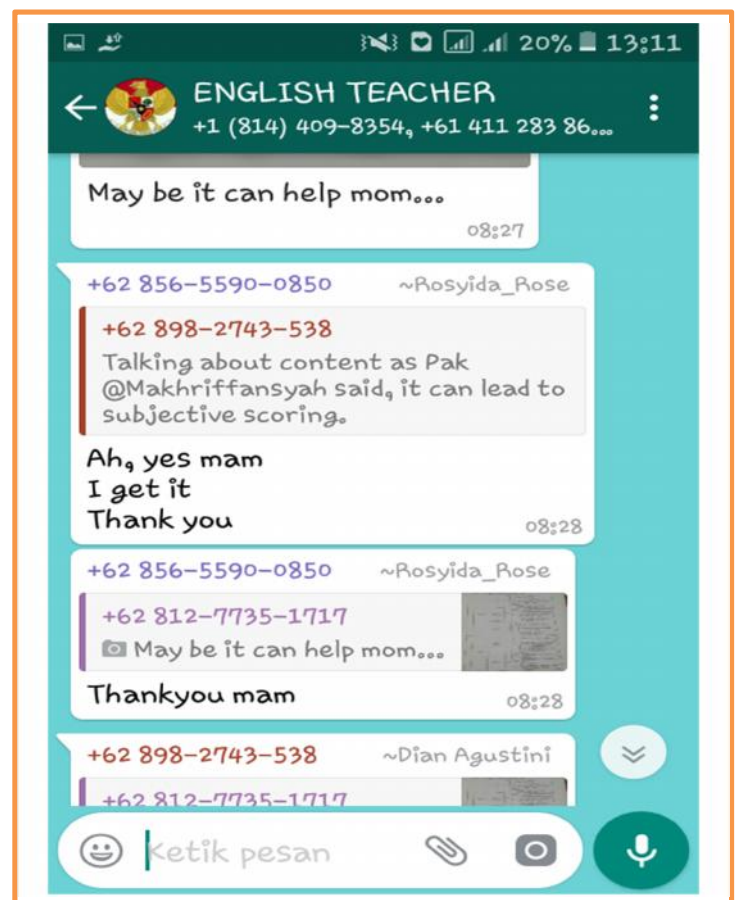 20% 13:11
ENGLISH TEACHER
+1 (814) 409-8354, +61 411 283 86...
May be it can help mom...
08:27
+62 856-5590-0850 ~Rosyida_Rose
+62 898-2743-538
Talking about content as Pak
@Makhriffansyah said, it can lead to
subjective scoring.
Ah, yes mam
I get it
Thank you 08:28
+62 856-5590-0850 ~Rosyida_Rose
+62 812-7735-1717
May be it can help mom...
Thankyou mam 08:28
+62 898-2743-538 ~Dian Agustini
+62 812-7735-1717
Ketik pesan